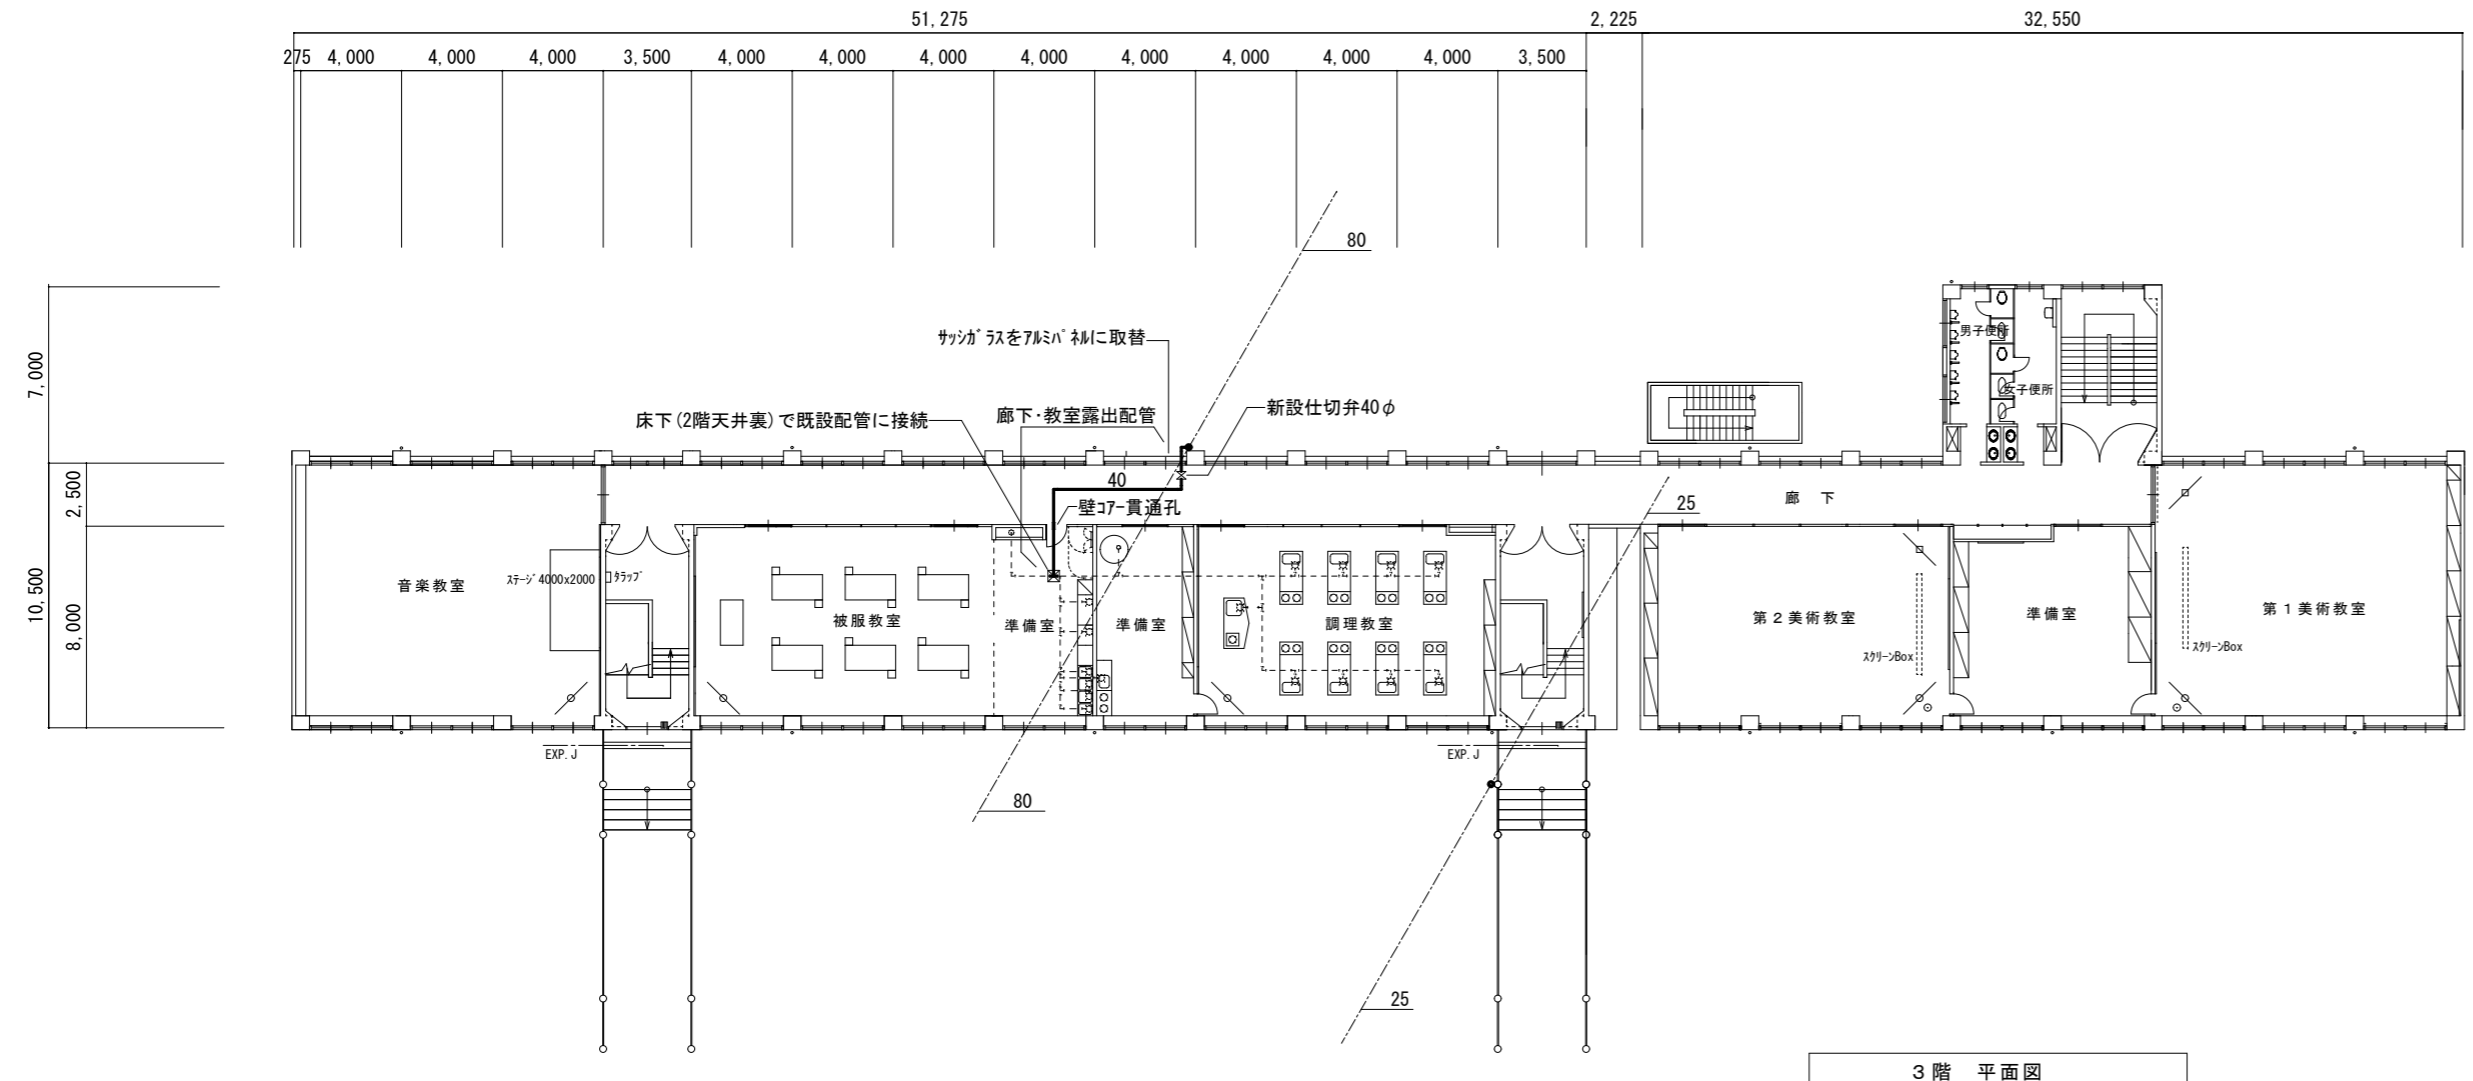 51,275
2,225
32,550
275
4,000
4,000
4,000
3,500
4,000
4,000
4,000
4,000
4,000
4,000
4,000
4,000
3,500
80
7,000
男子便所
女子便所
サッシガラスをアルミパネルに取替
床下(2階天井裏)で既設配管に接続
廊下・教室露出配管
新設仕切弁40φ
2,500
40
壁コアー貫通孔
25
廊 下
10,500
8,000
音楽教室
ステージ4000x2000
タラップ
被服教室
準備室
準備室
調理教室
第2美術教室
準備室
第1美術教室
スクリーンBox
スクリーンBox
EXP.J
EXP.J
80
25
3階 平面図